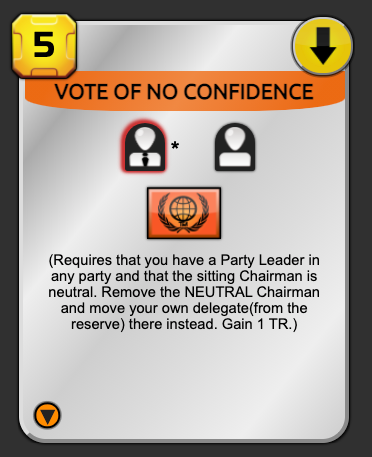 5
VOTE OF NO CONFIDENCE
*
(Requires that you have a Party Leader in
any party and that the sitting Chairman is
neutral. Remove the NEUTRAL Chairman
and move your own delegate(from the
reserve) there instead. Gain 1 TR.)